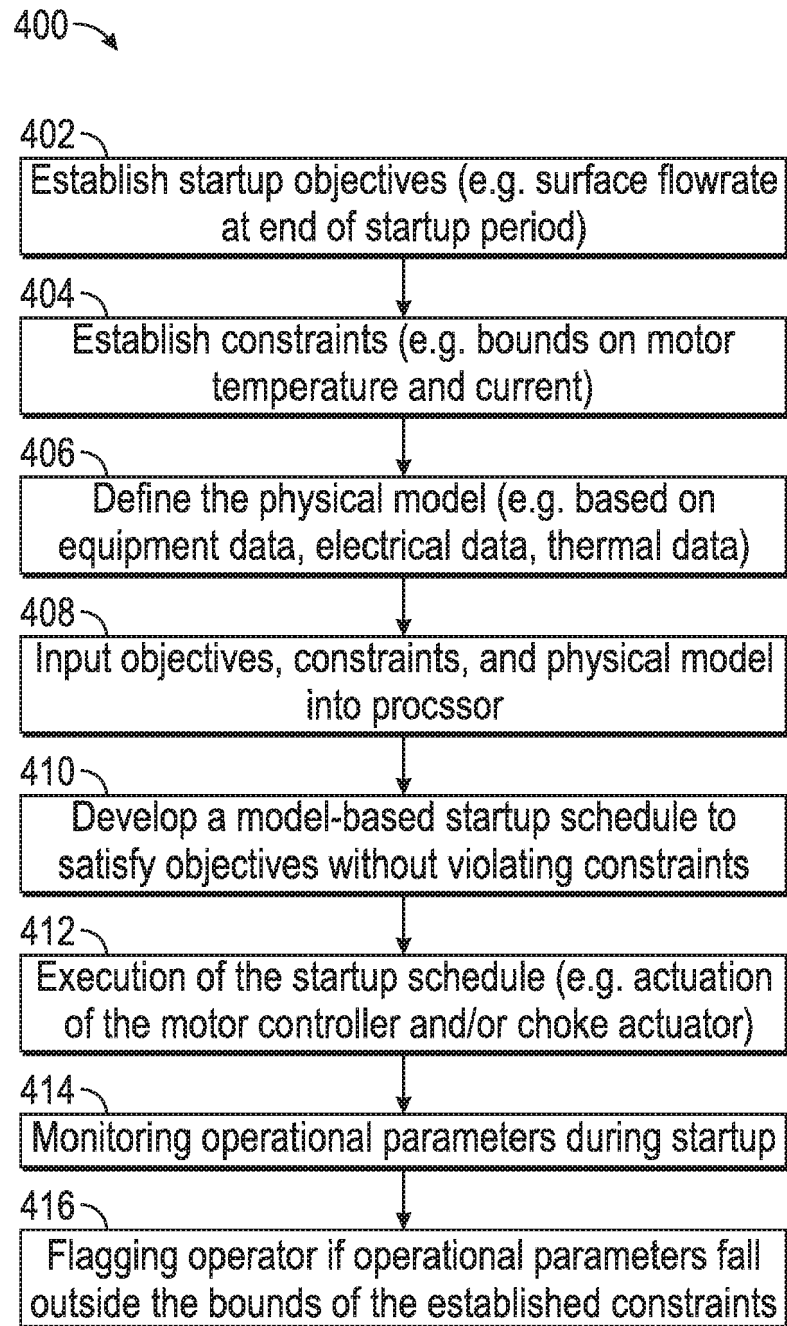 400
402
Establish startup objectives (e.g. surface flowrate
at end of startup period)
404
Establish constraints (e.g. bounds on motor
temperature and current)
406
Define the physical model (e.g. based on
equipment data, electrical data, thermal data)
408
Input objectives, constraints, and physical model
into procssor
410
Develop a model-based startup schedule to
satisfy objectives without violating constraints
412
Execution of the startup schedule (e.g. actuation
of the motor controller and/or choke actuator)
414
Monitoring operational parameters during startup
416
Flagging operator if operational parameters fall
outside the bounds of the established constraints